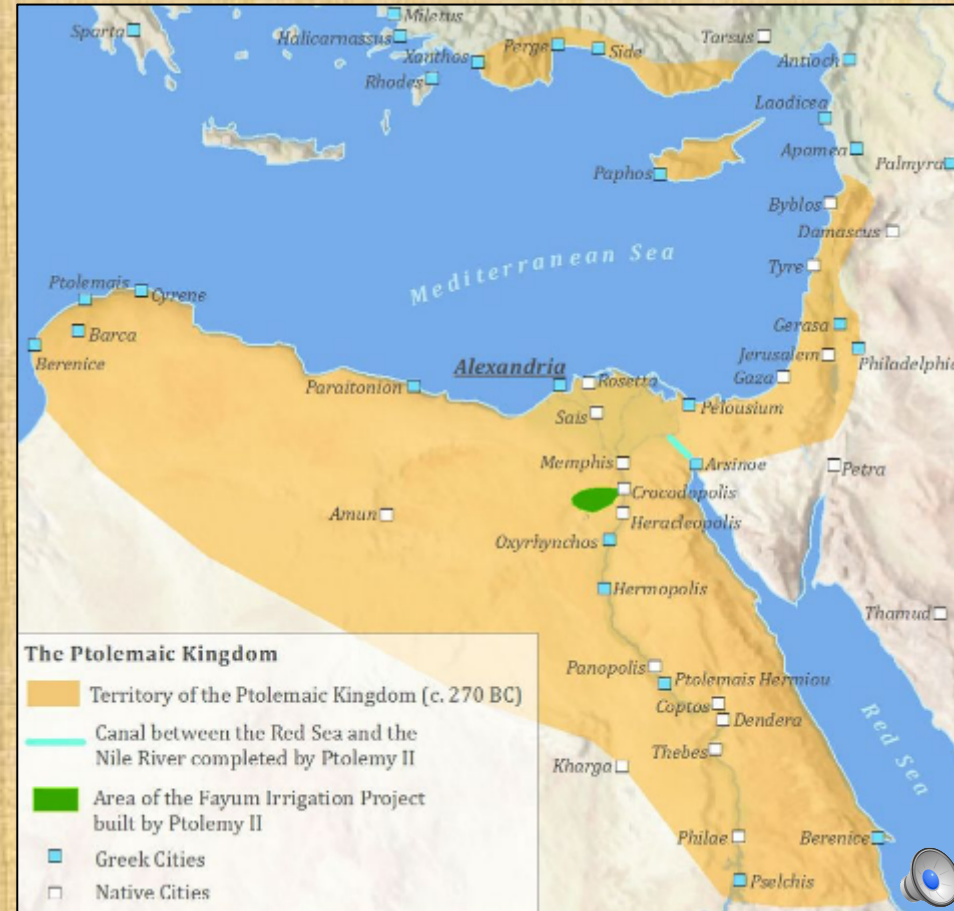 Miletus
Sparta
Halicarnassus
Xanthos
Perge
Side
Tarsus
Antioch
Rhodes
Laodicea
Apamea
Palmyra
Paphos
Byblos
Damascus
Mediterranean Sea
Tyre
Ptolemais
Cyrene
Barca
Berenice
Gerasa
Jerusalem
Philadelphia
Gaza
Alexandria
Rosetta
Paraitonion
Sais
Pelousium
Memphis
Arsinoe
Petra
Crocodopolis
Amun
Heracleopolis
Oxyrhynchos
Hermopolis
Thamud
The Ptolemaic Kingdom
Territory of the Ptolemaic Kingdom (c. 270 BC)
Canal between the Red Sea and the
Nile River completed by Ptolemy II
Area of the Fayum Irrigation Project
built by Ptolemy II
Greek Cities
Native Cities
Panopolis
Ptolemais Hermiou
Coptos
Dendera
Thebes
Kharga
Red Sea
Philae
Berenice
Pselchis